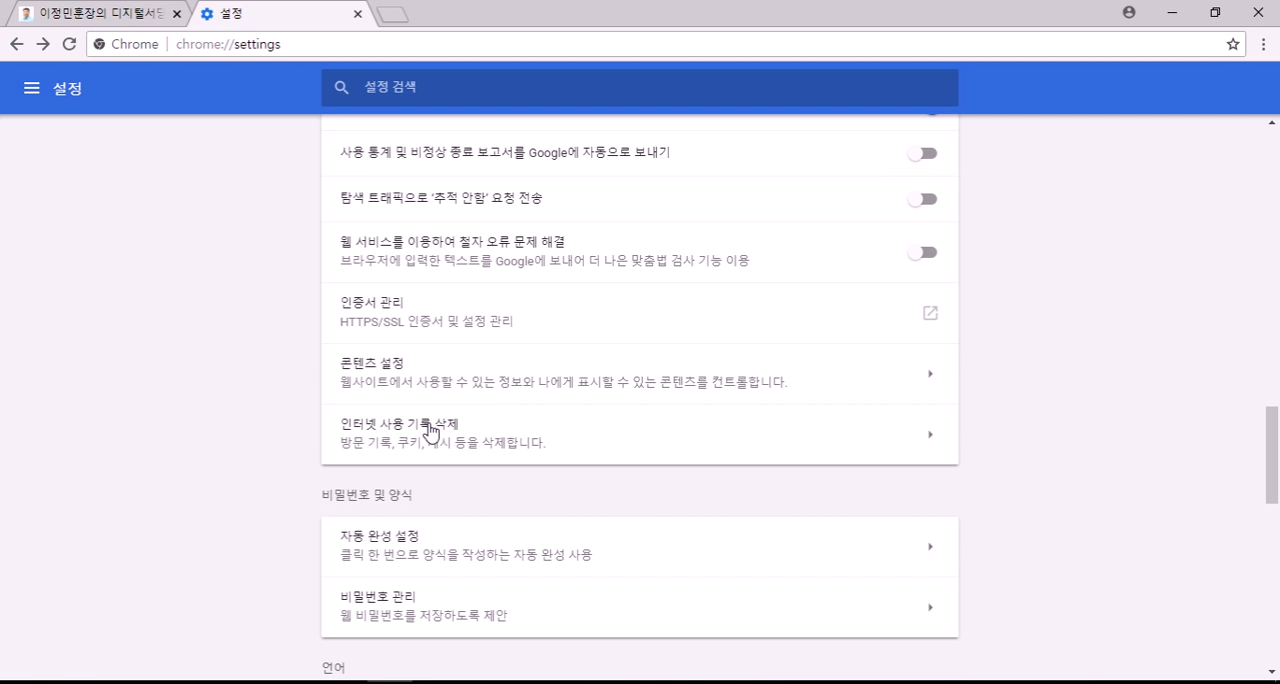 이정민훈장의 디지털서당
설정
Chrome
chrome://settings
설정
설정 검색
사용 통계 및 비정상 종료 보고서를 Google에 자동으로 보내기
탐색 트래픽으로 '추적 안함' 요청 전송
웹 서비스를 이용하여 철자 오류 문제 해결
브라우저에 입력한 텍스트를 Google에 보내어 더 나은 맞춤법 검사 기능 이용
인증서 관리
HTTPS/SSL 인증서 및 설정 관리
콘텐츠 설정
웹사이트에서 사용할 수 있는 정보와 나에게 표시할 수 있는 콘텐츠를 컨트롤합니다.
인터넷 사용 기록 삭제
방문 기록, 쿠키, 캐시 등을 삭제합니다.
비밀번호 및 양식
자동 완성 설정
클릭 한 번으로 양식을 작성하는 자동 완성 사용
비밀번호 관리
웹 비밀번호를 저장하도록 제안
언어